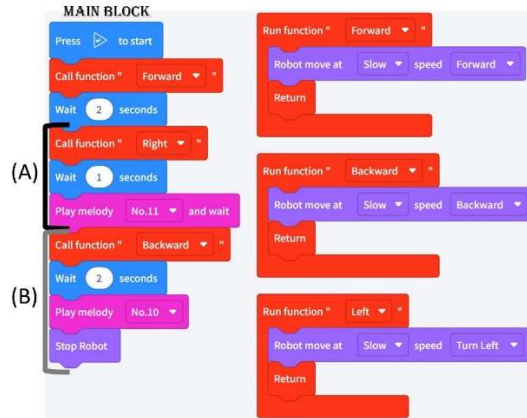 MAIN BLOCK
Press to start
Call function " Forward "
Wait 2 seconds
(A)
Call function " Right "
Wait 1 seconds
Play melody No.11 and wait
(B)
Call function " Backward "
Wait 2 seconds
Play melody No.10
Stop Robot
Run function " Forward "
Robot move at Slow speed Forward
Return
Run function " Backward "
Robot move at Slow speed Backward
Return
Run function " Left "
Robot move at Slow speed Turn Left
Return